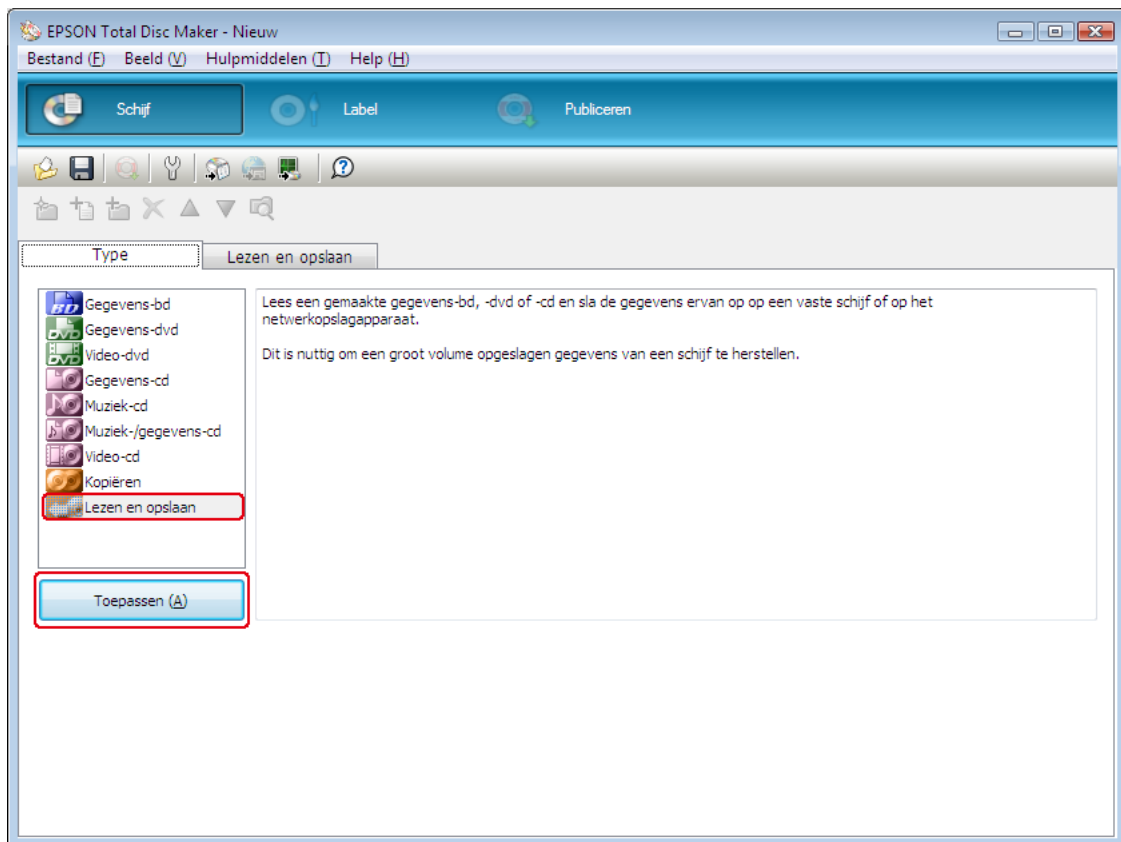 EPSON Total Disc Maker - Nieuw
Bestand (F) Beeld (V) Hulpmiddelen (T) Help (H)
Schijf Label Publiceren
Type Lezen en opslaan
BD Gegevens-bd
DVD Gegevens-dvd
DVD Video-dvd
Gegevens-cd
Muziek-cd
Muziek-/gegevens-cd
Video-cd
Kopiëren
Lezen en opslaan
Toepassen (A)
Lees een gemaakte gegevens-bd, -dvd of -cd en sla de gegevens ervan op op een vaste schijf of op het
netwerkopslagapparaat.
Dit is nuttig om een groot volume opgeslagen gegevens van een schijf te herstellen.